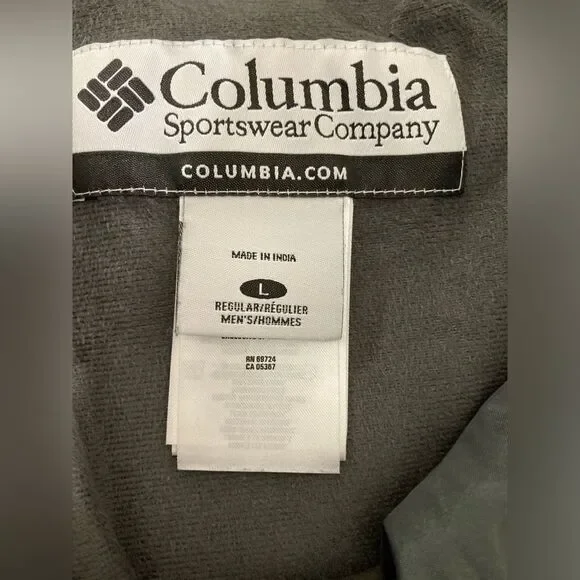 Columbia
Sportswear Company
COLUMBIA.COM
MADE IN INDIA
L
REGULAR/RÉGULIER
MEN'S/HOMMES
RN 69724
CA 05367